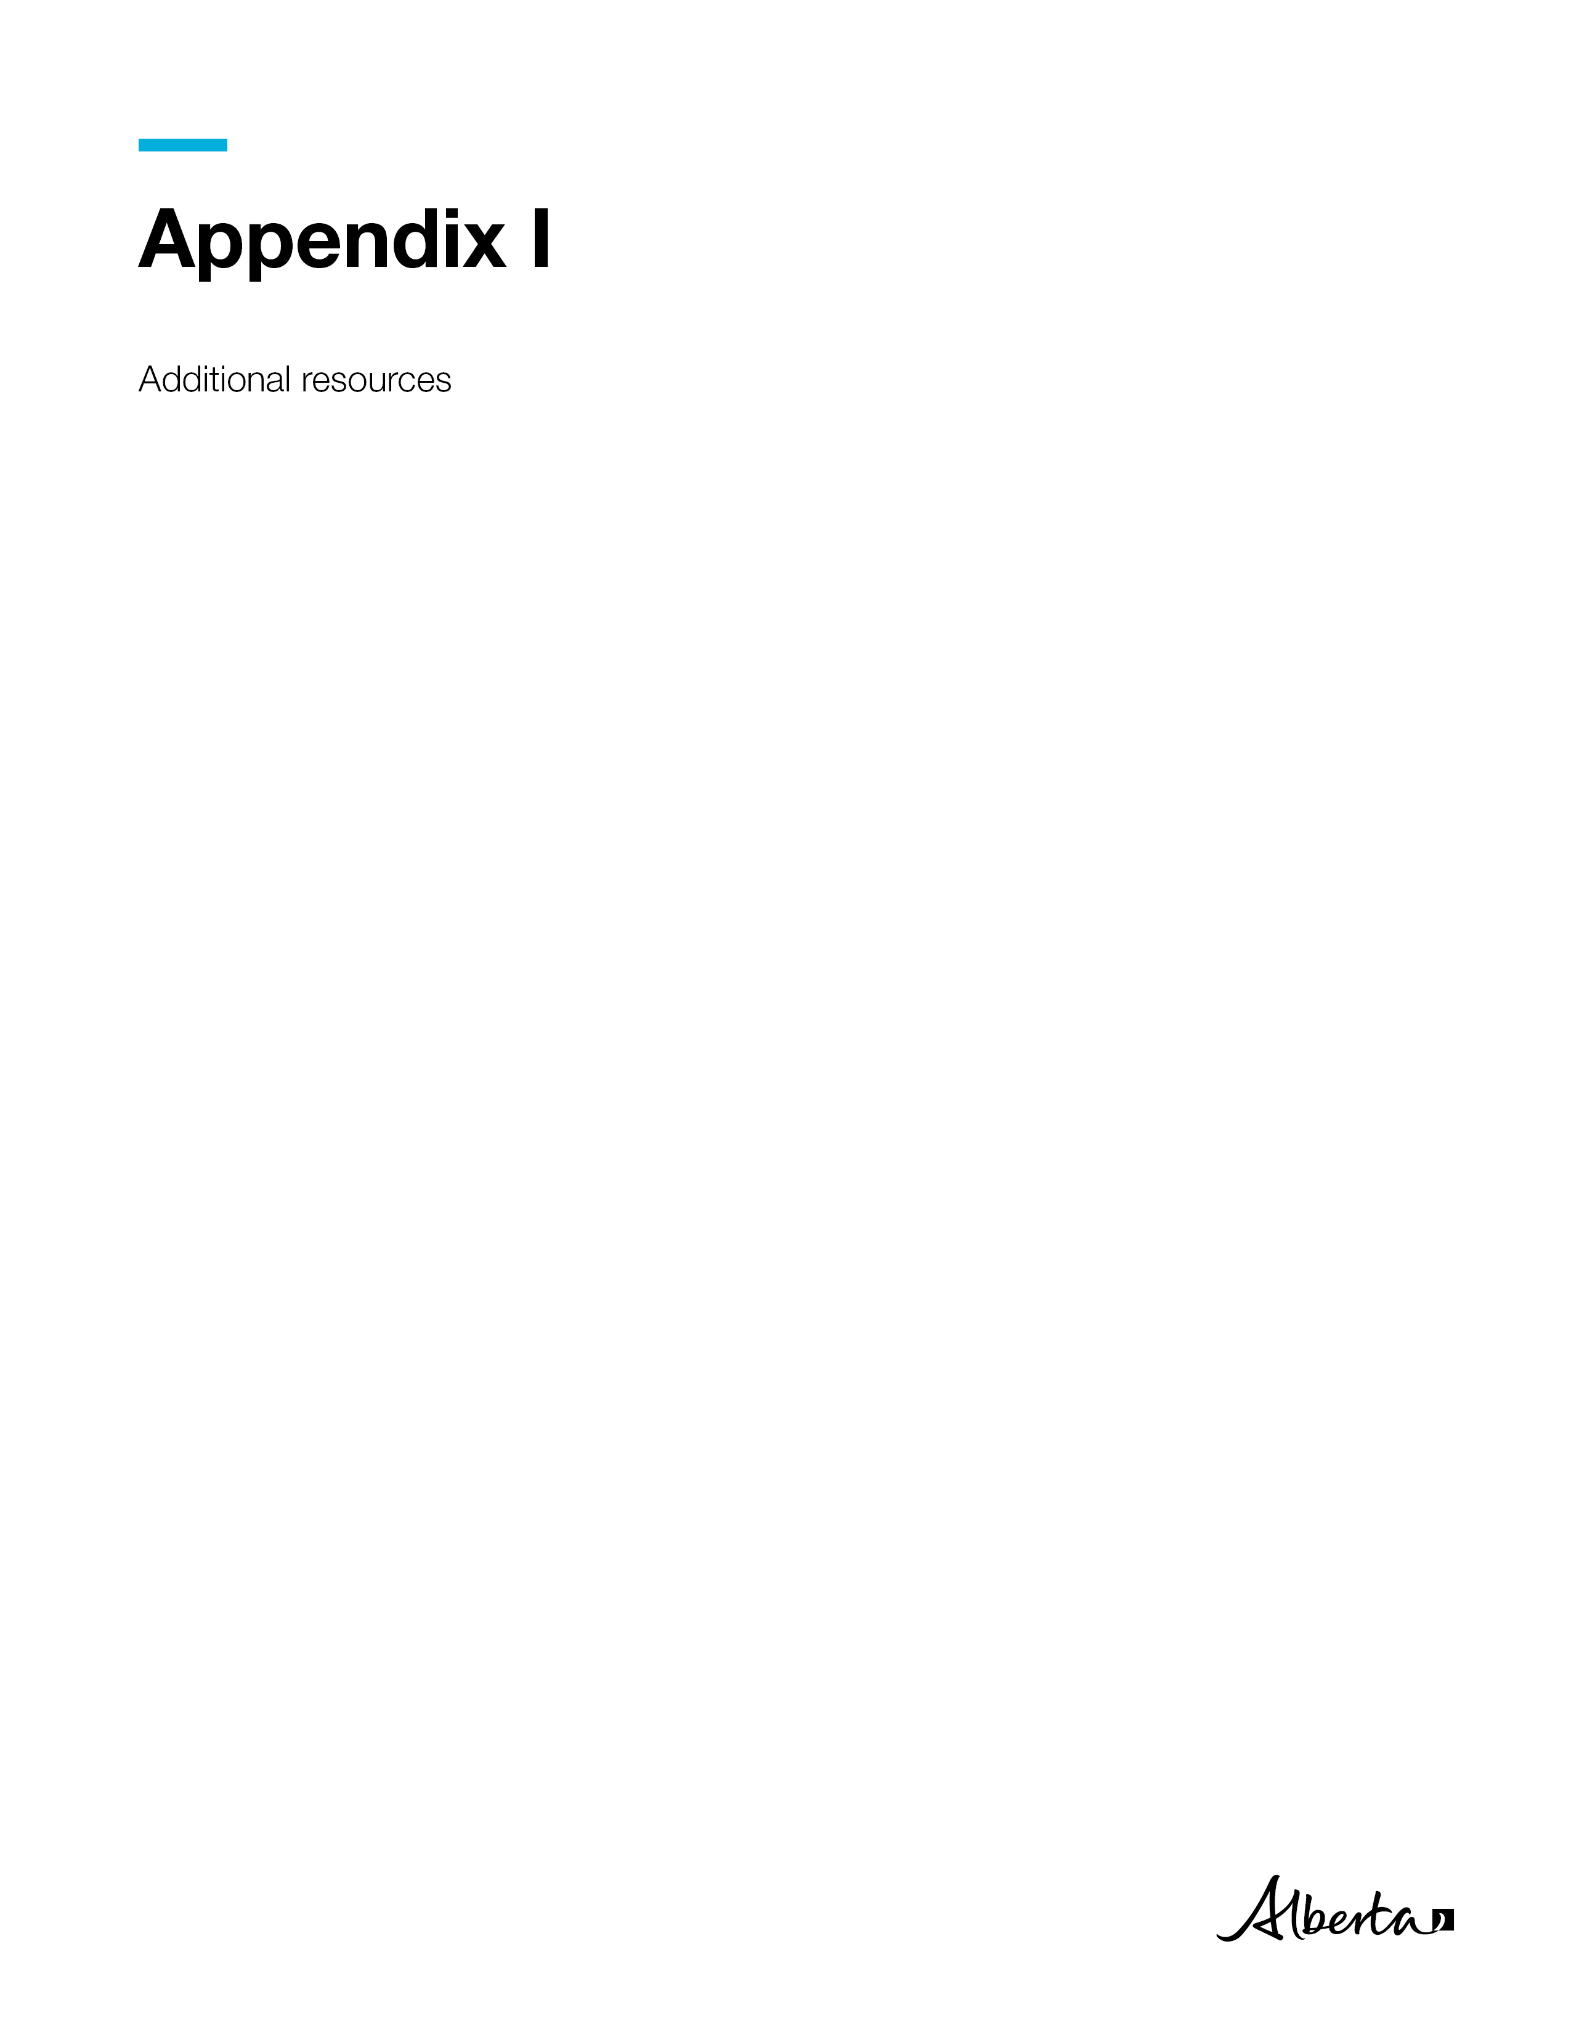 Appendix I
Additional resources
Alberta